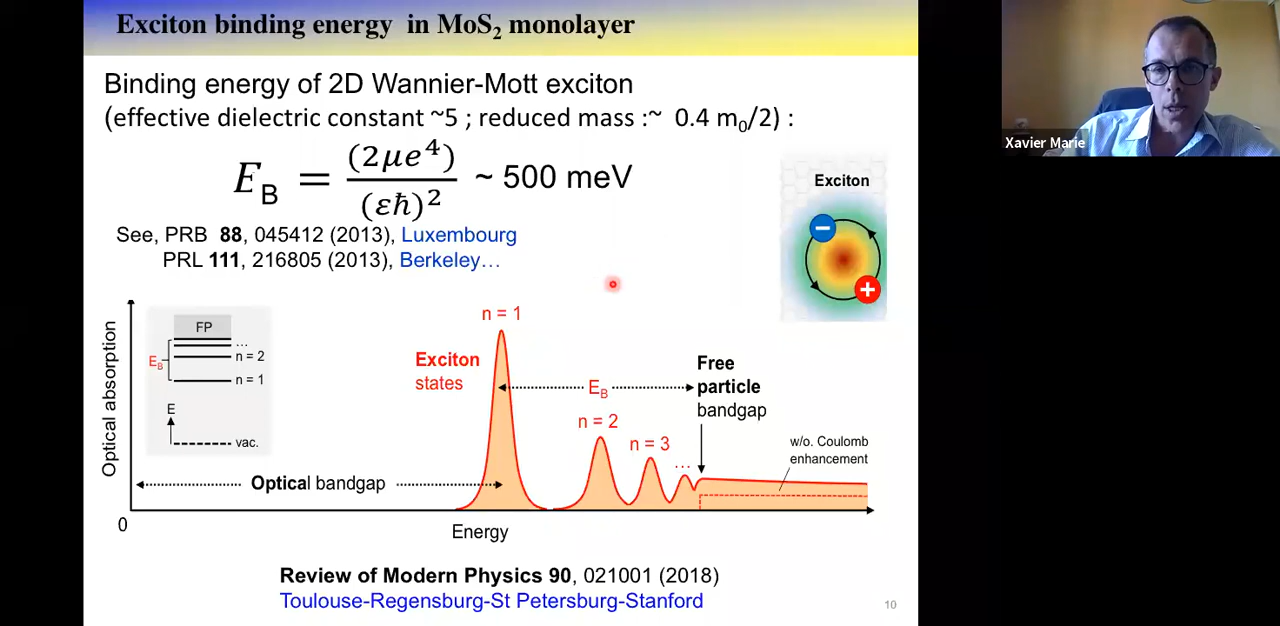 Exciton binding energy in MoS₂ monolayer
Xavier Marie
Binding energy of 2D Wannier-Mott exciton
(effective dielectric constant ~5 ; reduced mass :~ 0.4 m₀/2) :
E_B = (2μe⁴) / (εħ)² ~ 500 meV
See, PRB 88, 045412 (2013), Luxembourg
PRL 111, 216805 (2013), Berkeley…
Exciton
−
+
Optical absorption
FP
...
E_B
n = 2
n = 1
E
vac.
n = 1
Exciton
states
E_B
n = 2
n = 3
...
Free
particle
bandgap
w/o. Coulomb
enhancement
Optical bandgap
0
Energy
Review of Modern Physics 90, 021001 (2018)
Toulouse-Regensburg-St Petersburg-Stanford
10